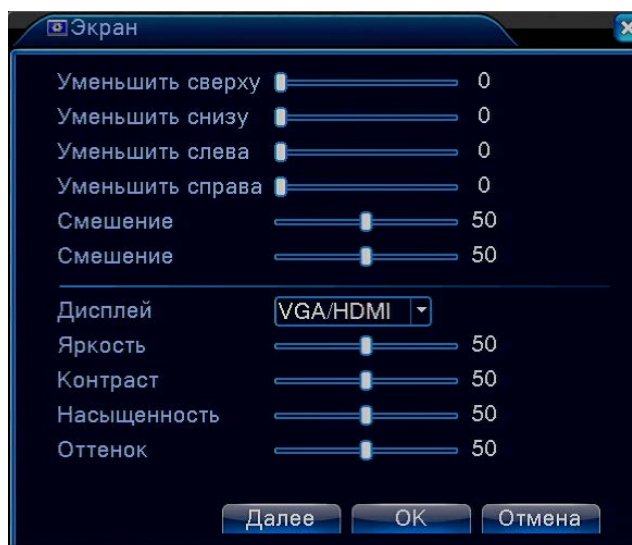 Экран
Уменьшить сверху 0
Уменьшить снизу 0
Уменьшить слева 0
Уменьшить справа 0
Смешение 50
Смешение 50
Дисплей VGA/HDMI
Яркость 50
Контраст 50
Насыщенность 50
Оттенок 50
Далее OK Отмена